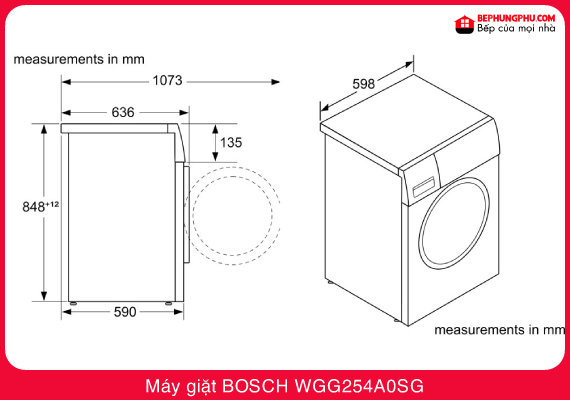 BEPHUNGPHU.COM
Bếp của mọi nhà
measurements in mm
1073
598
636
135
848+12
590
measurements in mm
Máy giặt BOSCH WGG254A0SG